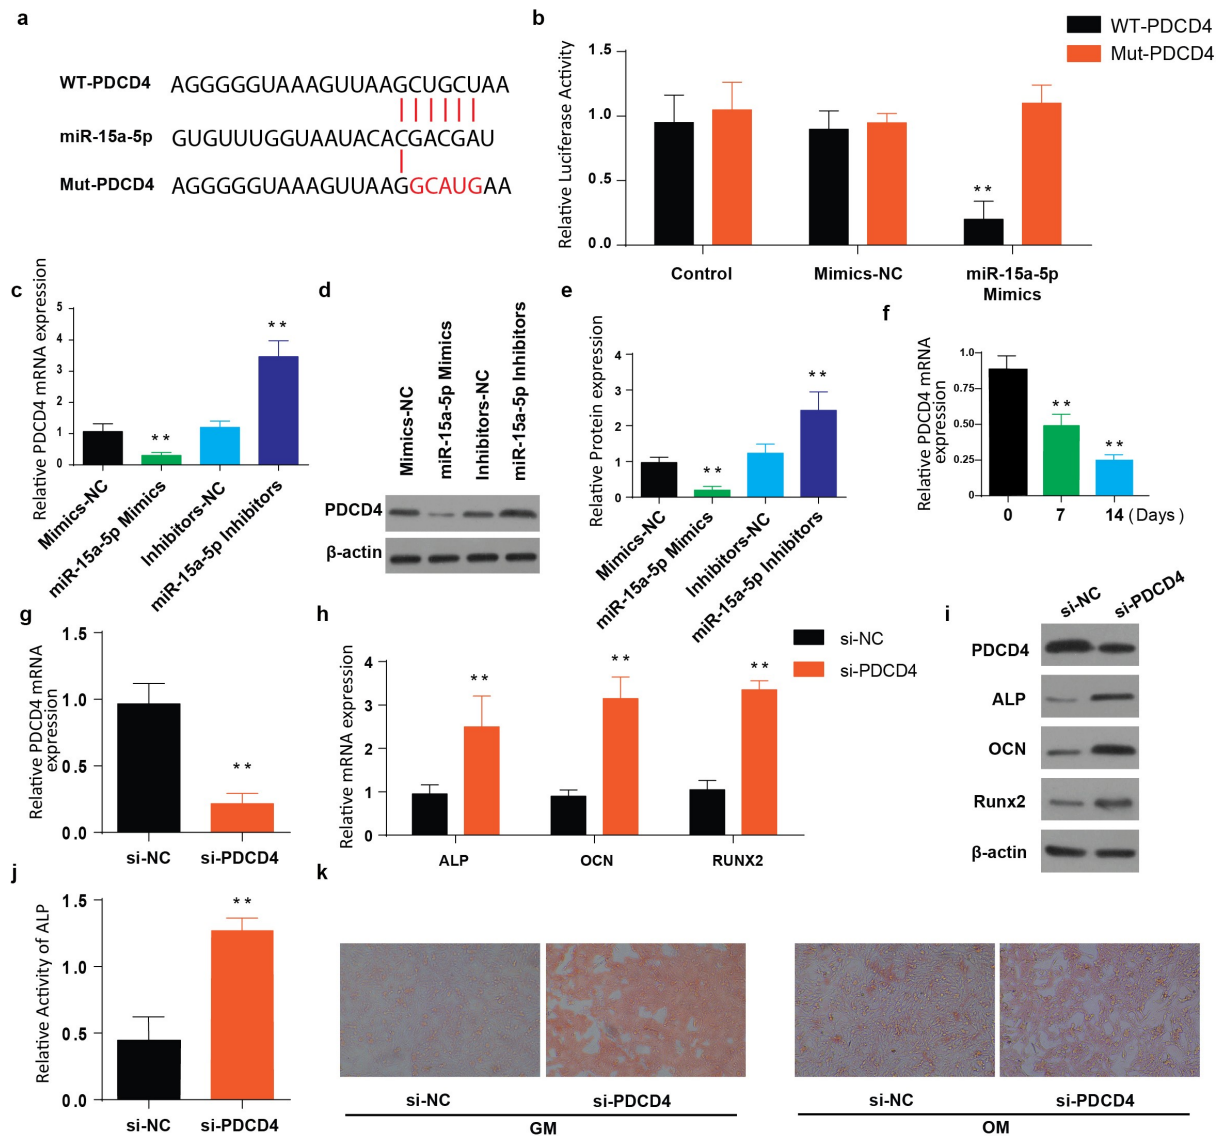 a
WT-PDCD4 AGGGGGUAAAGUUAAGCUGCUAA
miR-15a-5p GUGUUUGGUAAUACACGACGAU
Mut-PDCD4 AGGGGGUAAAGUUAAGGCAUGAA
b
WT-PDCD4
Mut-PDCD4
Relative Luciferase Activity
1.5
1.0
0.5
0.0
**
Control
Mimics-NC
miR-15a-5p
Mimics
c
Relative PDCD4 mRNA expression
5
4
3
2
1
0
**
**
Mimics-NC
miR-15a-5p Mimics
Inhibitors-NC
miR-15a-5p Inhibitors
d
Mimics-NC
miR-15a-5p Mimics
Inhibitors-NC
miR-15a-5p Inhibitors
PDCD4
β-actin
e
Relative Protein expression
4
3
2
1
0
**
**
Mimics-NC
miR-15a-5p Mimics
Inhibitors-NC
miR-15a-5p Inhibitors
f
Relative PDCD4 mRNA
expression
1.0
0.75
0.50
0.25
0
**
**
0 7 14 (Days)
g
Relative PDCD4 mRNA
expression
1.5
1.0
0.5
0.0
**
si-NC
si-PDCD4
h
si-NC
si-PDCD4
Relative mRNA expression
4
3
2
1
0
**
**
**
ALP
OCN
RUNX2
i
si-NC
si-PDCD4
PDCD4
ALP
OCN
Runx2
β-actin
j
Relative Activity of ALP
1.5
1.0
0.5
0.0
**
si-NC
si-PDCD4
k
si-NC
si-PDCD4
GM
si-NC
si-PDCD4
OM